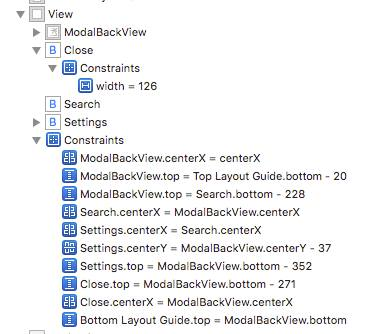 View
ModalBackView
B Close
Constraints
width = 126
B Search
B Settings
Constraints
ModalBackView.centerX = centerX
ModalBackView.top = Top Layout Guide.bottom - 20
ModalBackView.top = Search.bottom - 228
Search.centerX = ModalBackView.centerX
Settings.centerX = Search.centerX
Settings.centerY = ModalBackView.centerY - 37
Settings.top = ModalBackView.bottom - 352
Close.top = ModalBackView.bottom - 271
Close.centerX = ModalBackView.centerX
Bottom Layout Guide.top = ModalBackView.bottom